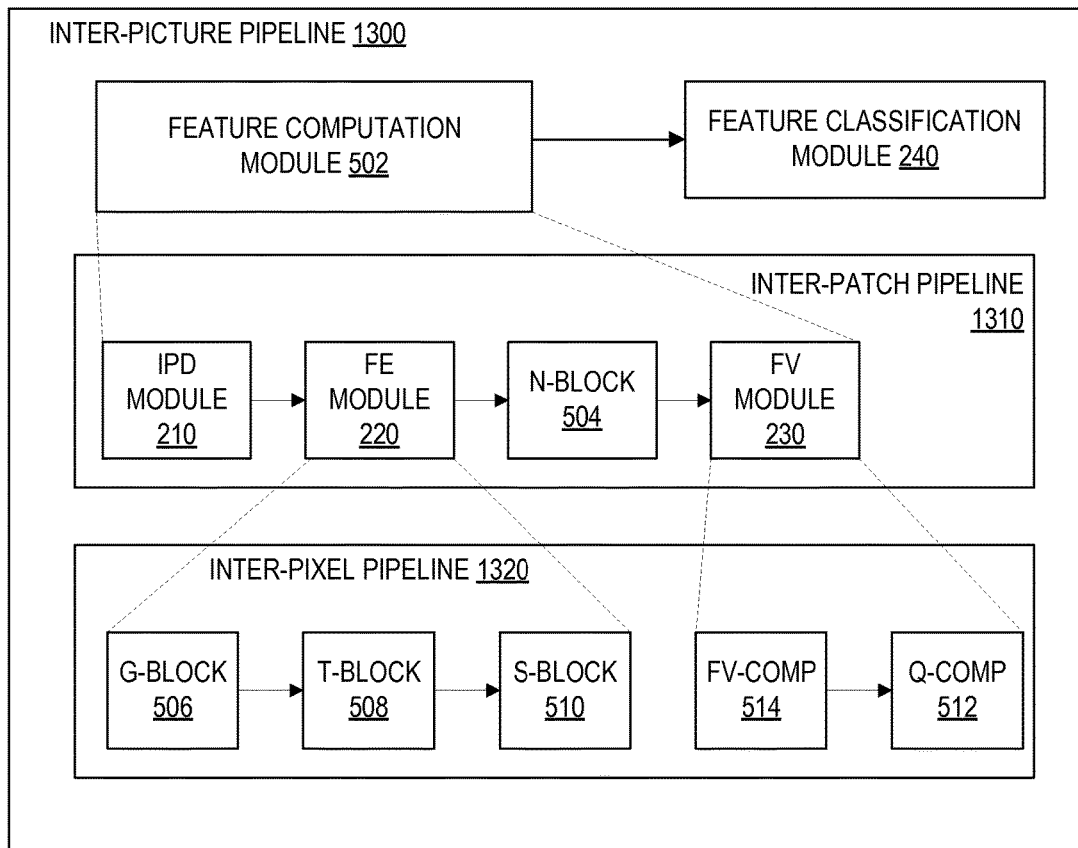 INTER-PICTURE PIPELINE 1300
FEATURE COMPUTATION
MODULE 502
FEATURE CLASSIFICATION
MODULE 240
INTER-PATCH PIPELINE
1310
IPD
MODULE
210
FE
MODULE
220
N-BLOCK
504
FV
MODULE
230
INTER-PIXEL PIPELINE 1320
G-BLOCK
506
T-BLOCK
508
S-BLOCK
510
FV-COMP
514
Q-COMP
512